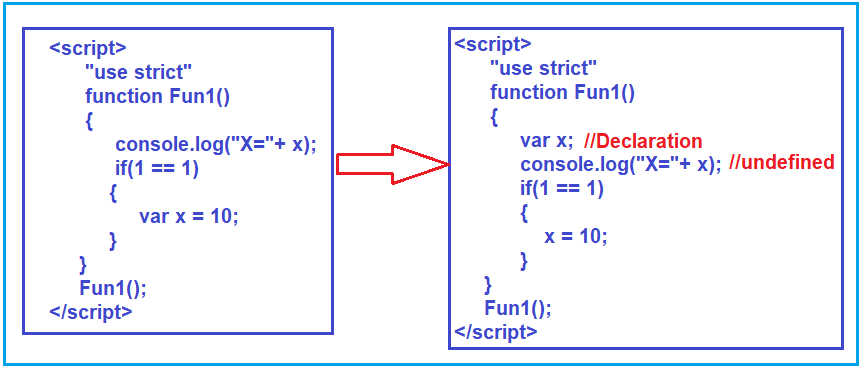 <script>
"use strict"
function Fun1()
{
console.log("X="+ x);
if(1 == 1)
{
var x = 10;
}
}
Fun1();
</script>
<script>
"use strict"
function Fun1()
{
var x; //Declaration
console.log("X="+ x); //undefined
if(1 == 1)
{
x = 10;
}
}
Fun1();
</script>